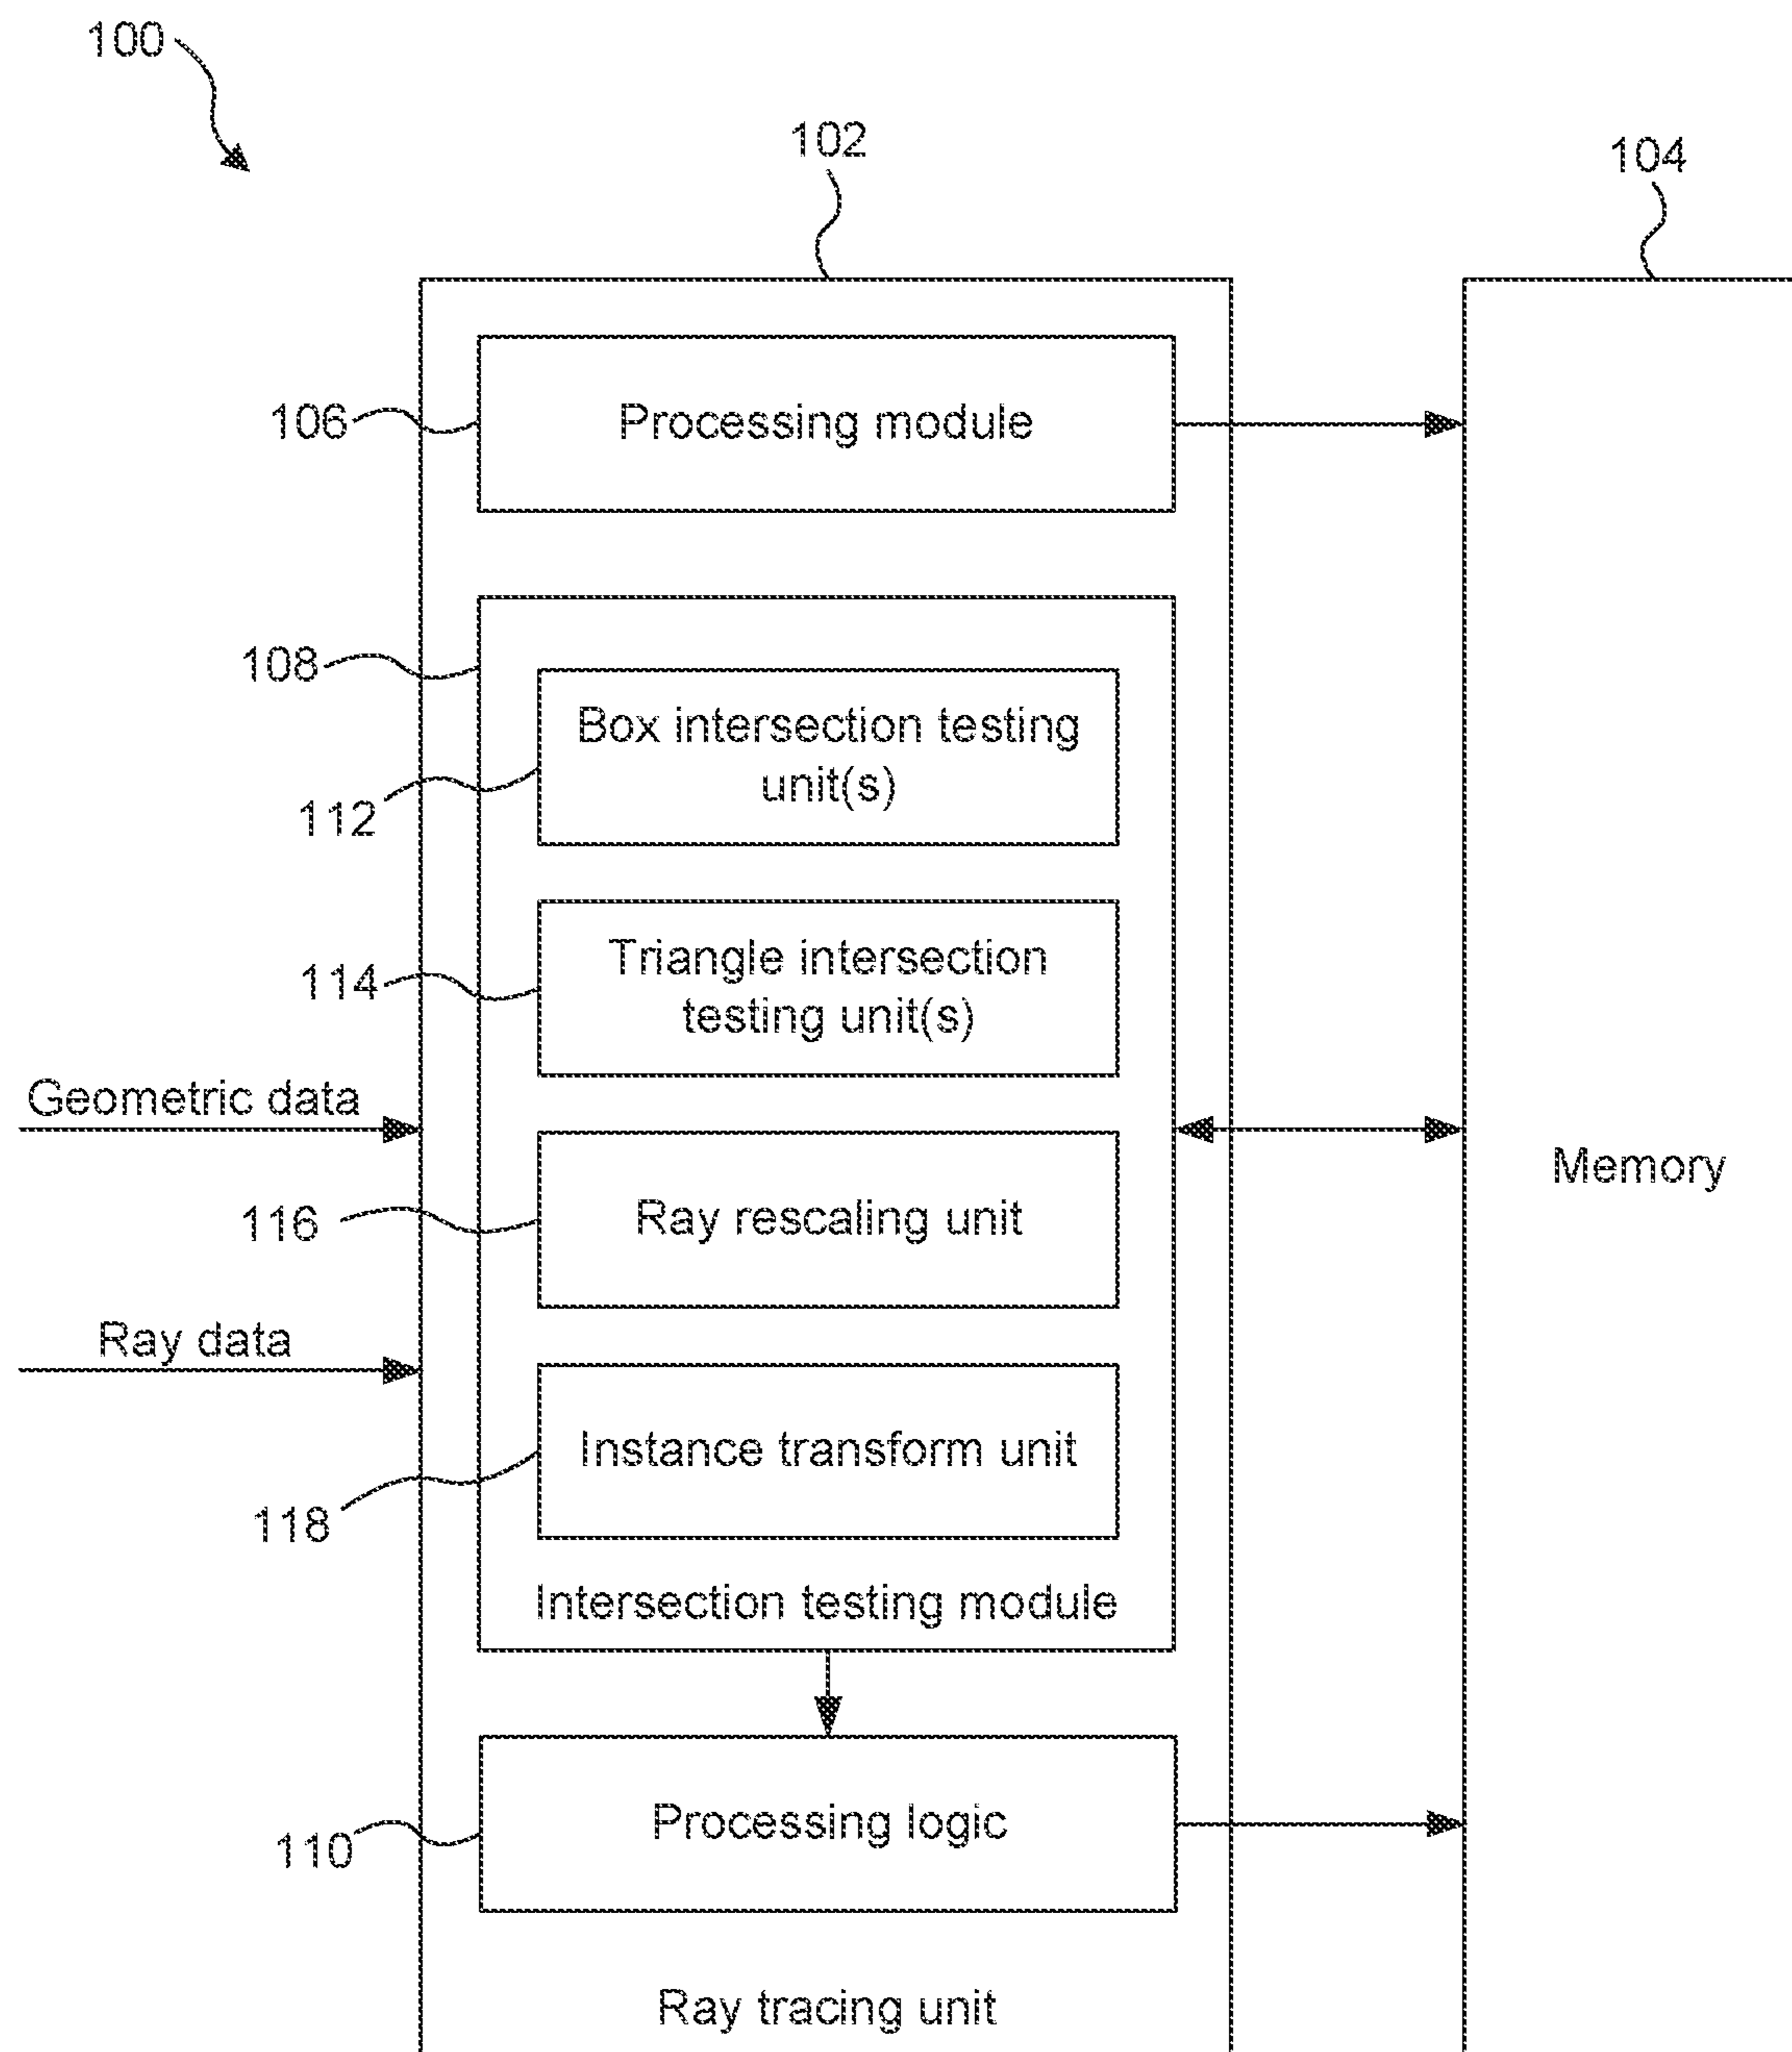 100
102
104
106
Processing module
108
Box intersection testing
unit(s)
112
Triangle intersection
testing unit(s)
114
Geometric data
Memory
Ray rescaling unit
116
Ray data
Instance transform unit
118
Intersection testing module
Processing logic
110
Ray tracing unit